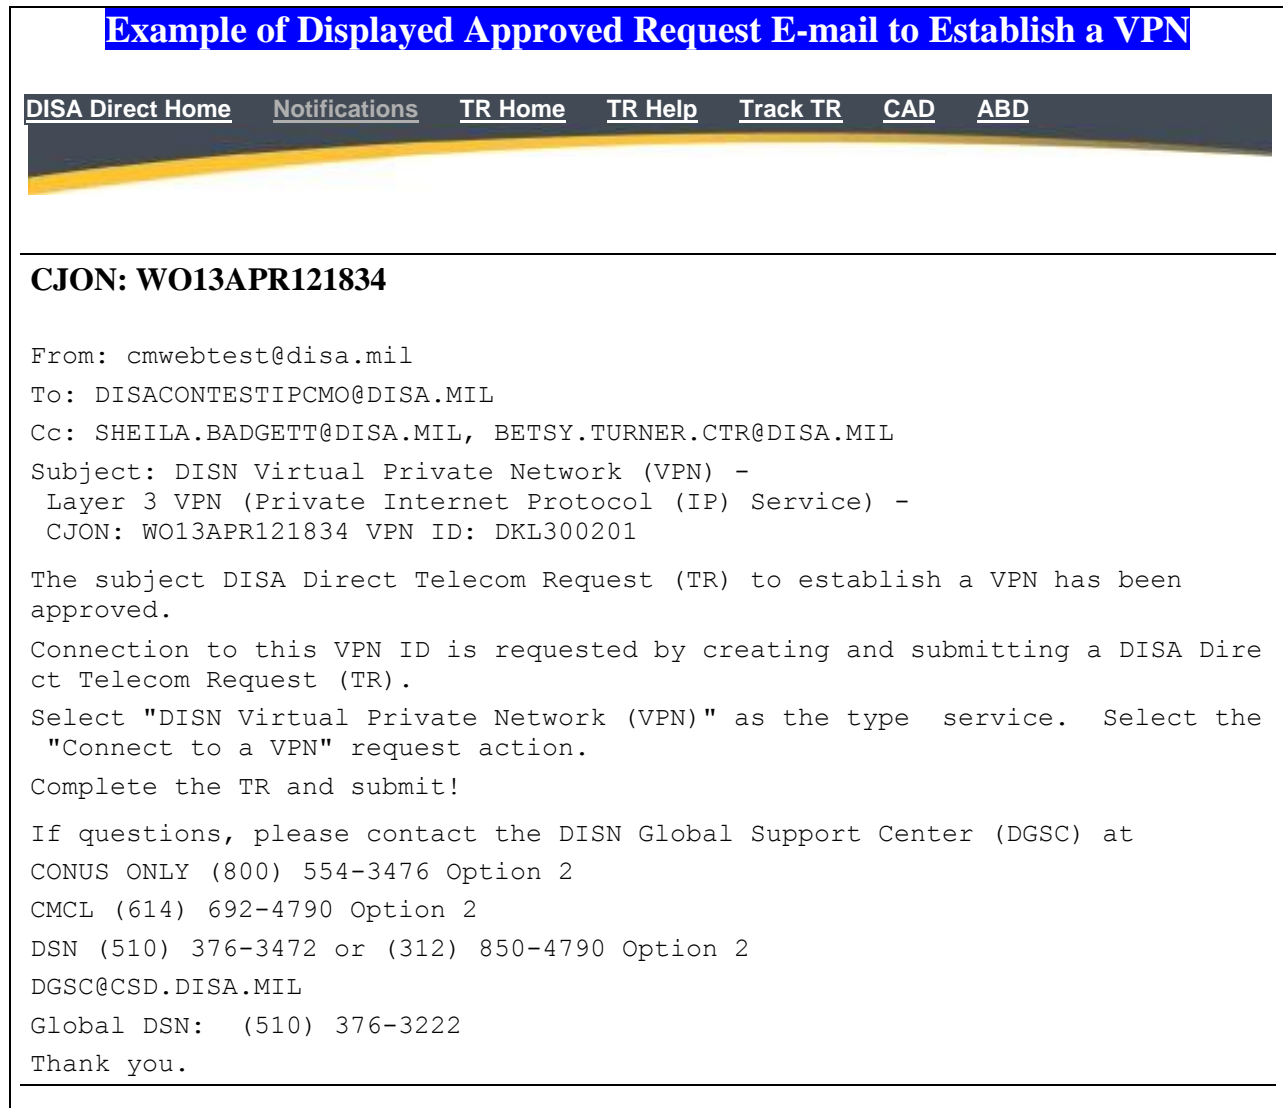 Example of Displayed Approved Request E-mail to Establish a VPN
DISA Direct Home Notifications TR Home TR Help Track TR CAD ABD
CJON: WO13APR121834
From: cmwebtest@disa.mil
To: DISACONTESTIPCMO@DISA.MIL
Cc: SHEILA.BADGETT@DISA.MIL, BETSY.TURNER.CTR@DISA.MIL
Subject: DISN Virtual Private Network (VPN) -
Layer 3 VPN (Private Internet Protocol (IP) Service) -
CJON: WO13APR121834 VPN ID: DKL300201
The subject DISA Direct Telecom Request (TR) to establish a VPN has been
approved.
Connection to this VPN ID is requested by creating and submitting a DISA Dire
ct Telecom Request (TR).
Select "DISN Virtual Private Network (VPN)" as the type  service.  Select the
"Connect to a VPN" request action.
Complete the TR and submit!
If questions, please contact the DISN Global Support Center (DGSC) at
CONUS ONLY (800) 554-3476 Option 2
CMCL (614) 692-4790 Option 2
DSN (510) 376-3472 or (312) 850-4790 Option 2
DGSC@CSD.DISA.MIL
Global DSN:  (510) 376-3222
Thank you.